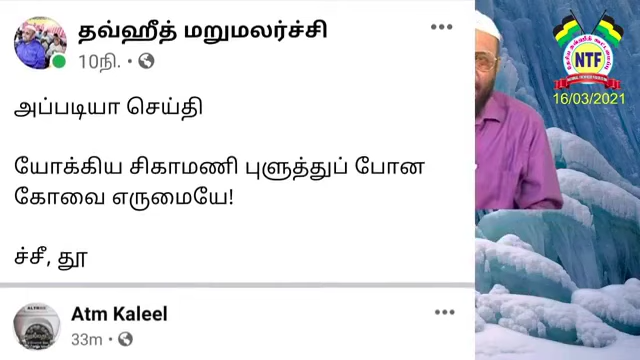 தவ்ஹீத் மறுமலர்ச்சி
10நி.
அப்படியா செய்தி
யோக்கிய சிகாமணி புளுத்துப் போன
கோவை எருமையே!
ச்சீ, தூ
Atm Kaleel
33m
NTF
16/03/2021